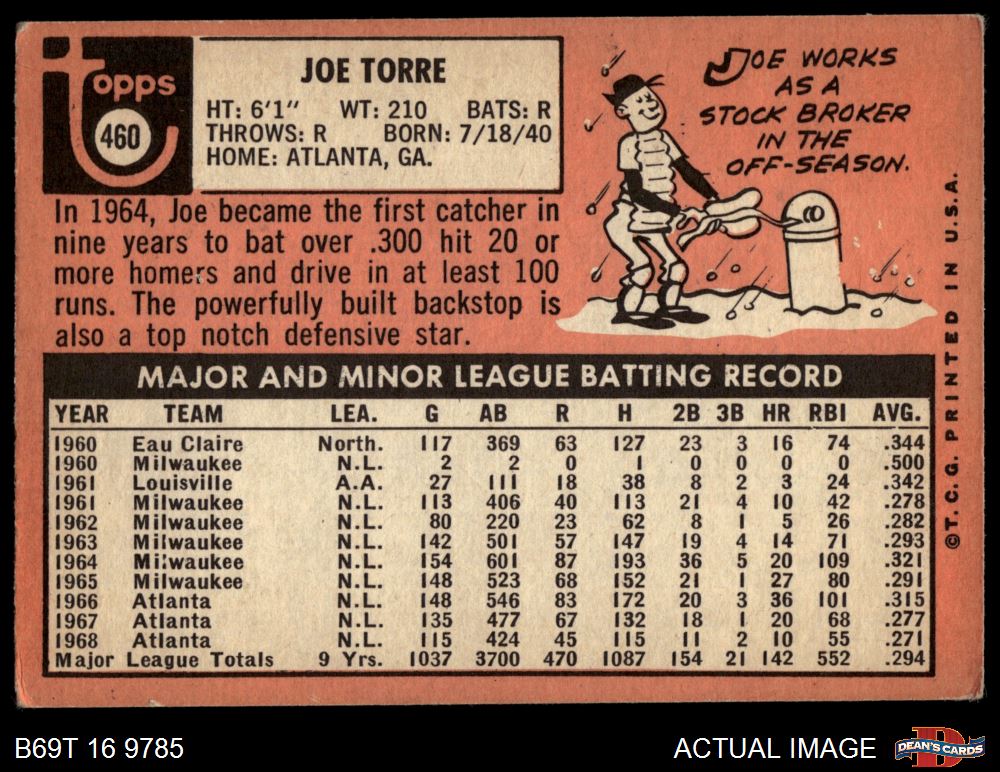 Topps
460
JOE TORRE
HT: 6'1" WT: 210 BATS: R
THROWS: R BORN: 7/18/40
HOME: ATLANTA, GA.
JOE WORKS
AS A
STOCK BROKER
IN THE
OFF-SEASON.
In 1964, Joe became the first catcher in
nine years to bat over .300 hit 20 or
more homers and drive in at least 100
runs. The powerfully built backstop is
also a top notch defensive star.
MAJOR AND MINOR LEAGUE BATTING RECORD
YEAR TEAM LEA. G AB R H 2B 3B HR RBI AVG.
1960 Eau Claire North. 117 369 63 127 23 3 16 74 .344
1960 Milwaukee N.L. 2 2 0 1 0 0 0 0 .500
1961 Louisville A.A. 27 111 18 38 8 2 3 24 .342
1961 Milwaukee N.L. 113 406 40 113 21 4 10 42 .278
1962 Milwaukee N.L. 80 220 23 62 8 1 5 26 .282
1963 Milwaukee N.L. 142 501 57 147 19 4 14 71 .293
1964 Milwaukee N.L. 154 601 87 193 36 5 20 109 .321
1965 Milwaukee N.L. 148 523 68 152 21 1 27 80 .291
1966 Atlanta N.L. 148 546 83 172 20 3 36 101 .315
1967 Atlanta N.L. 135 477 67 132 18 1 20 68 .277
1968 Atlanta N.L. 115 424 45 115 11 2 10 55 .271
Major League Totals 9 Yrs. 1037 3700 470 1087 154 21 142 552 .294
©T. C. G. PRINTED IN U.S.A.
B69T 16 9785
ACTUAL IMAGE
D
DEAN'S CARDS